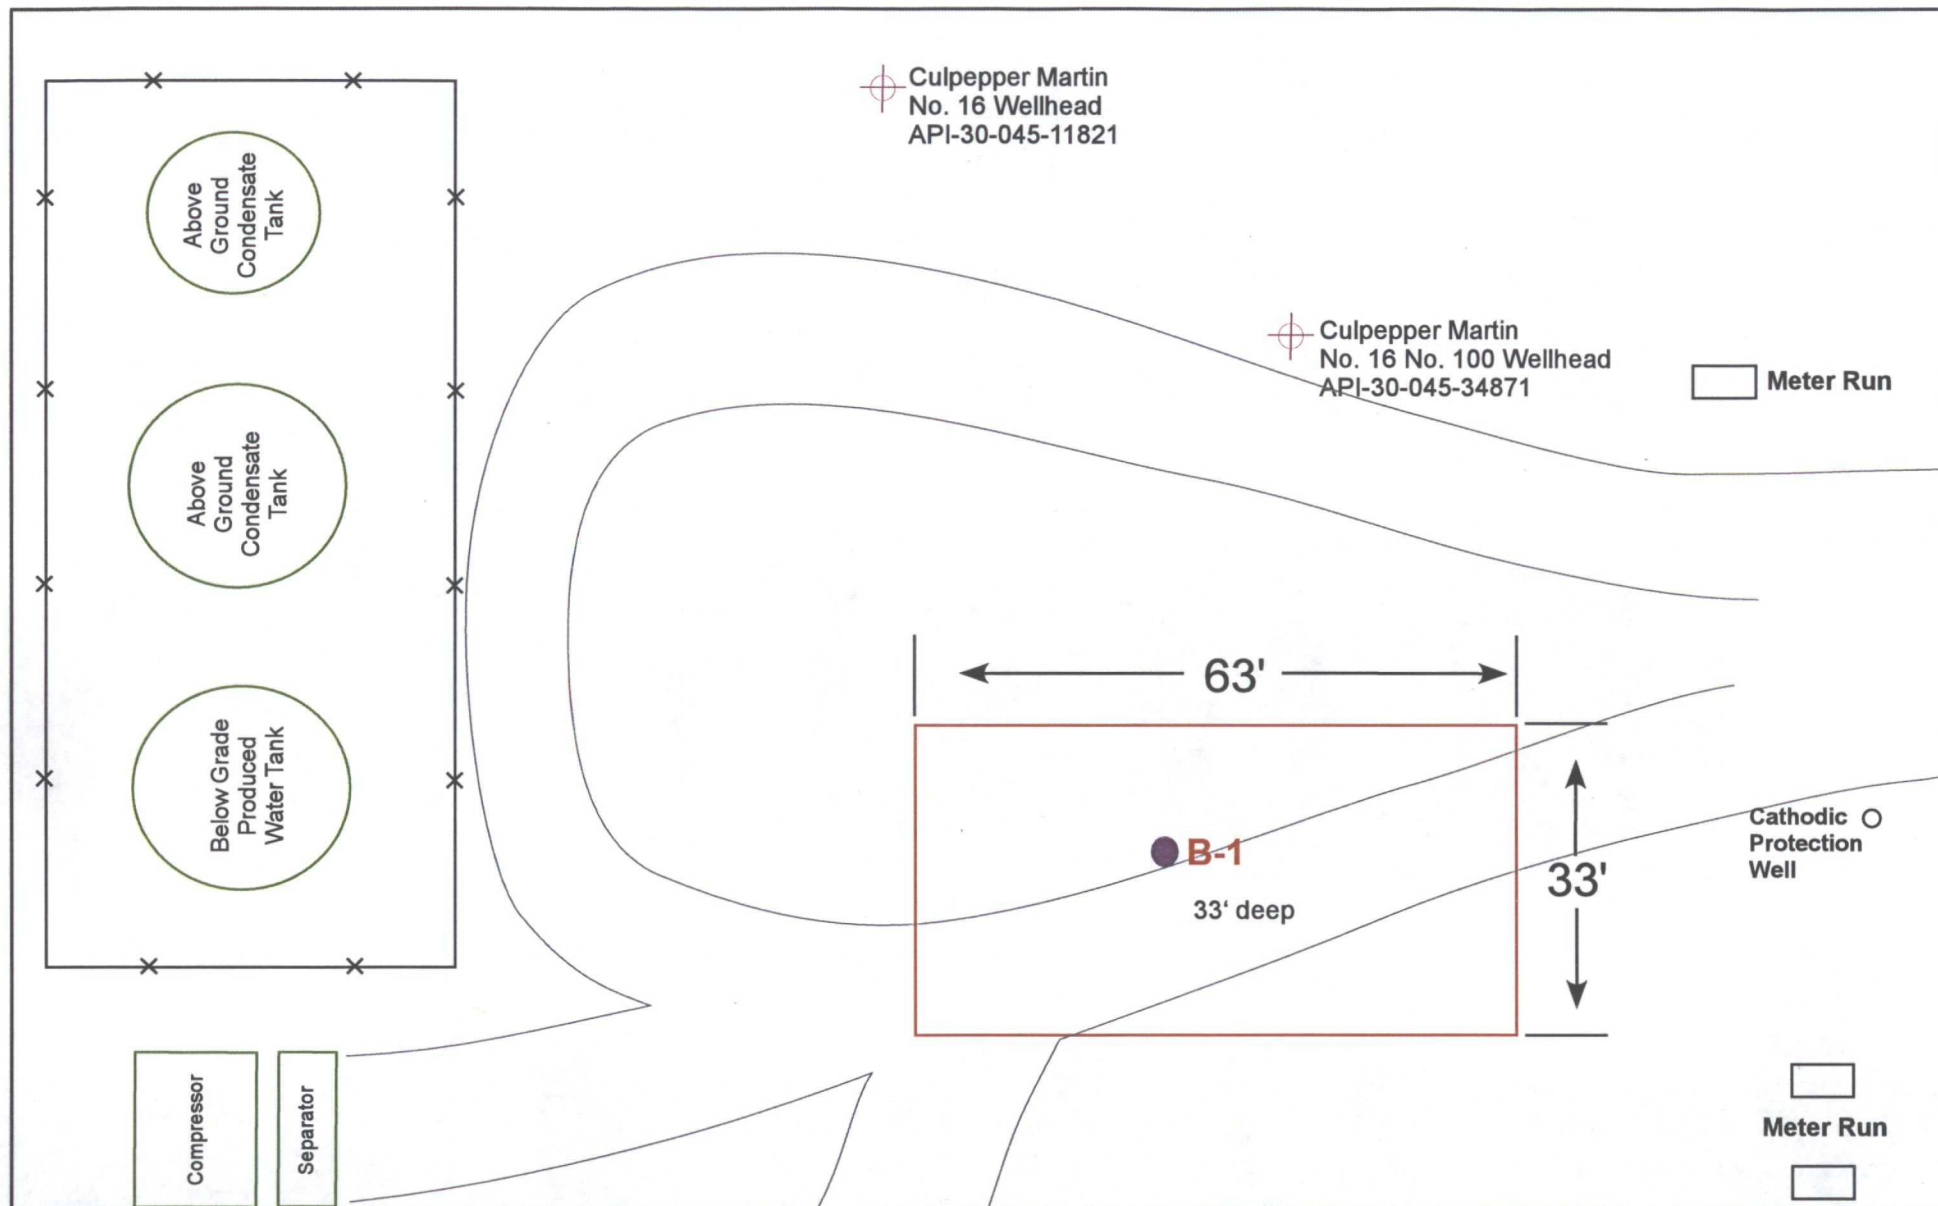 Culpepper Martin
No. 16 Wellhead
API-30-045-11821
Above
Ground
Condensate
Tank
Culpepper Martin
No. 16 No. 100 Wellhead
API-30-045-34871
Meter Run
Above
Ground
Condensate
Tank
63'
Below Grade
Produced
Water Tank
B-1
33' deep
33'
Cathodic
Protection
Well
Compressor
Separator
Meter Run